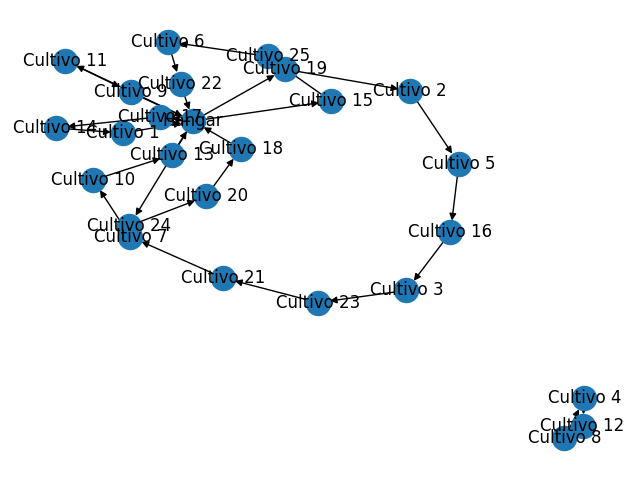 Cultivo 6
Cultivo 25
Cultivo 11
Cultivo 19
Cultivo 22
Cultivo 9
Cultivo 2
Cultivo 15
Cultivo 17
Hangar
Cultivo 14
Cultivo 1
Cultivo 18
Cultivo 13
Cultivo 5
Cultivo 10
Cultivo 20
Cultivo 24
Cultivo 16
Cultivo 7
Cultivo 21
Cultivo 3
Cultivo 23
Cultivo 4
Cultivo 12
Cultivo 8